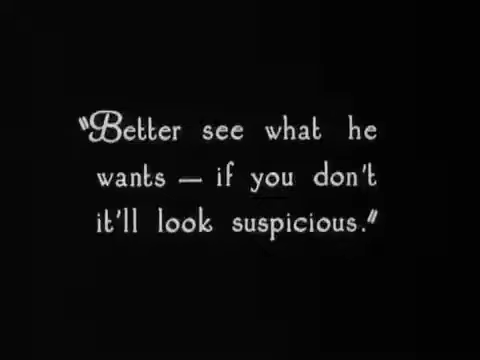 "Better see what he
wants — if you don't
it'll look suspicious."